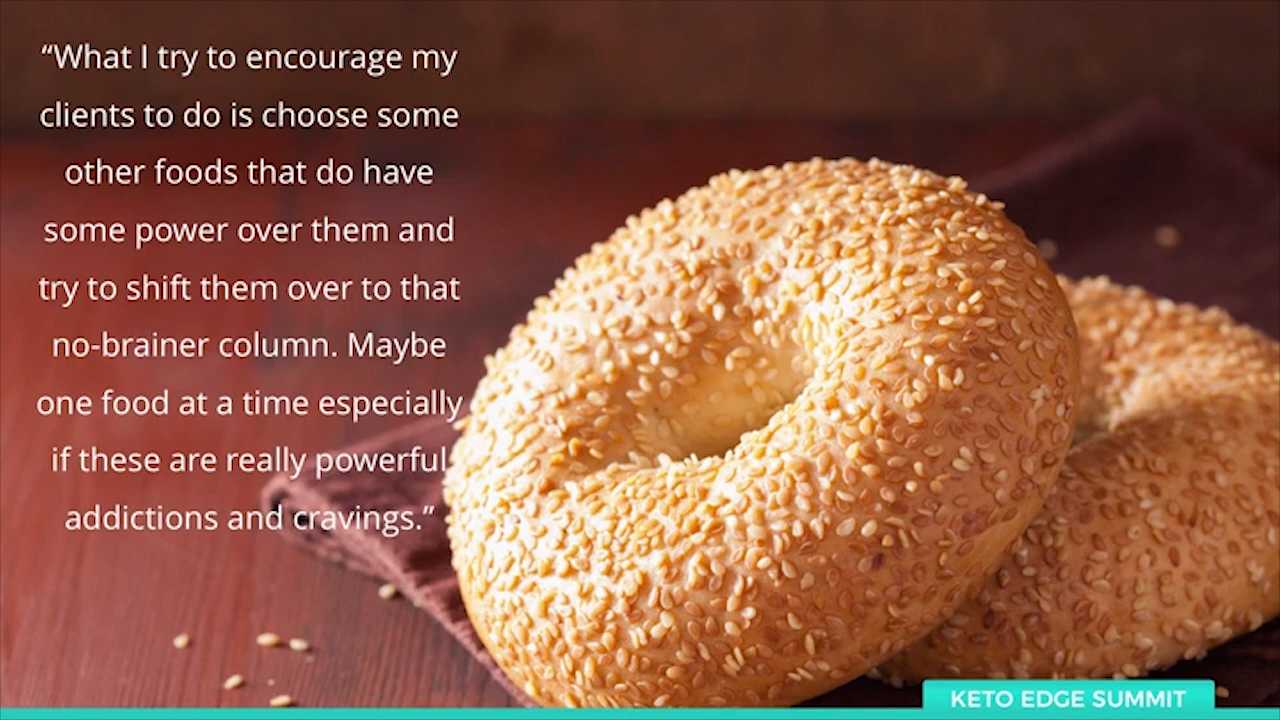 “What I try to encourage my
clients to do is choose some
other foods that do have
some power over them and
try to shift them over to that
no-brainer column. Maybe
one food at a time especially
if these are really powerful
addictions and cravings.”
KETO EDGE SUMMIT